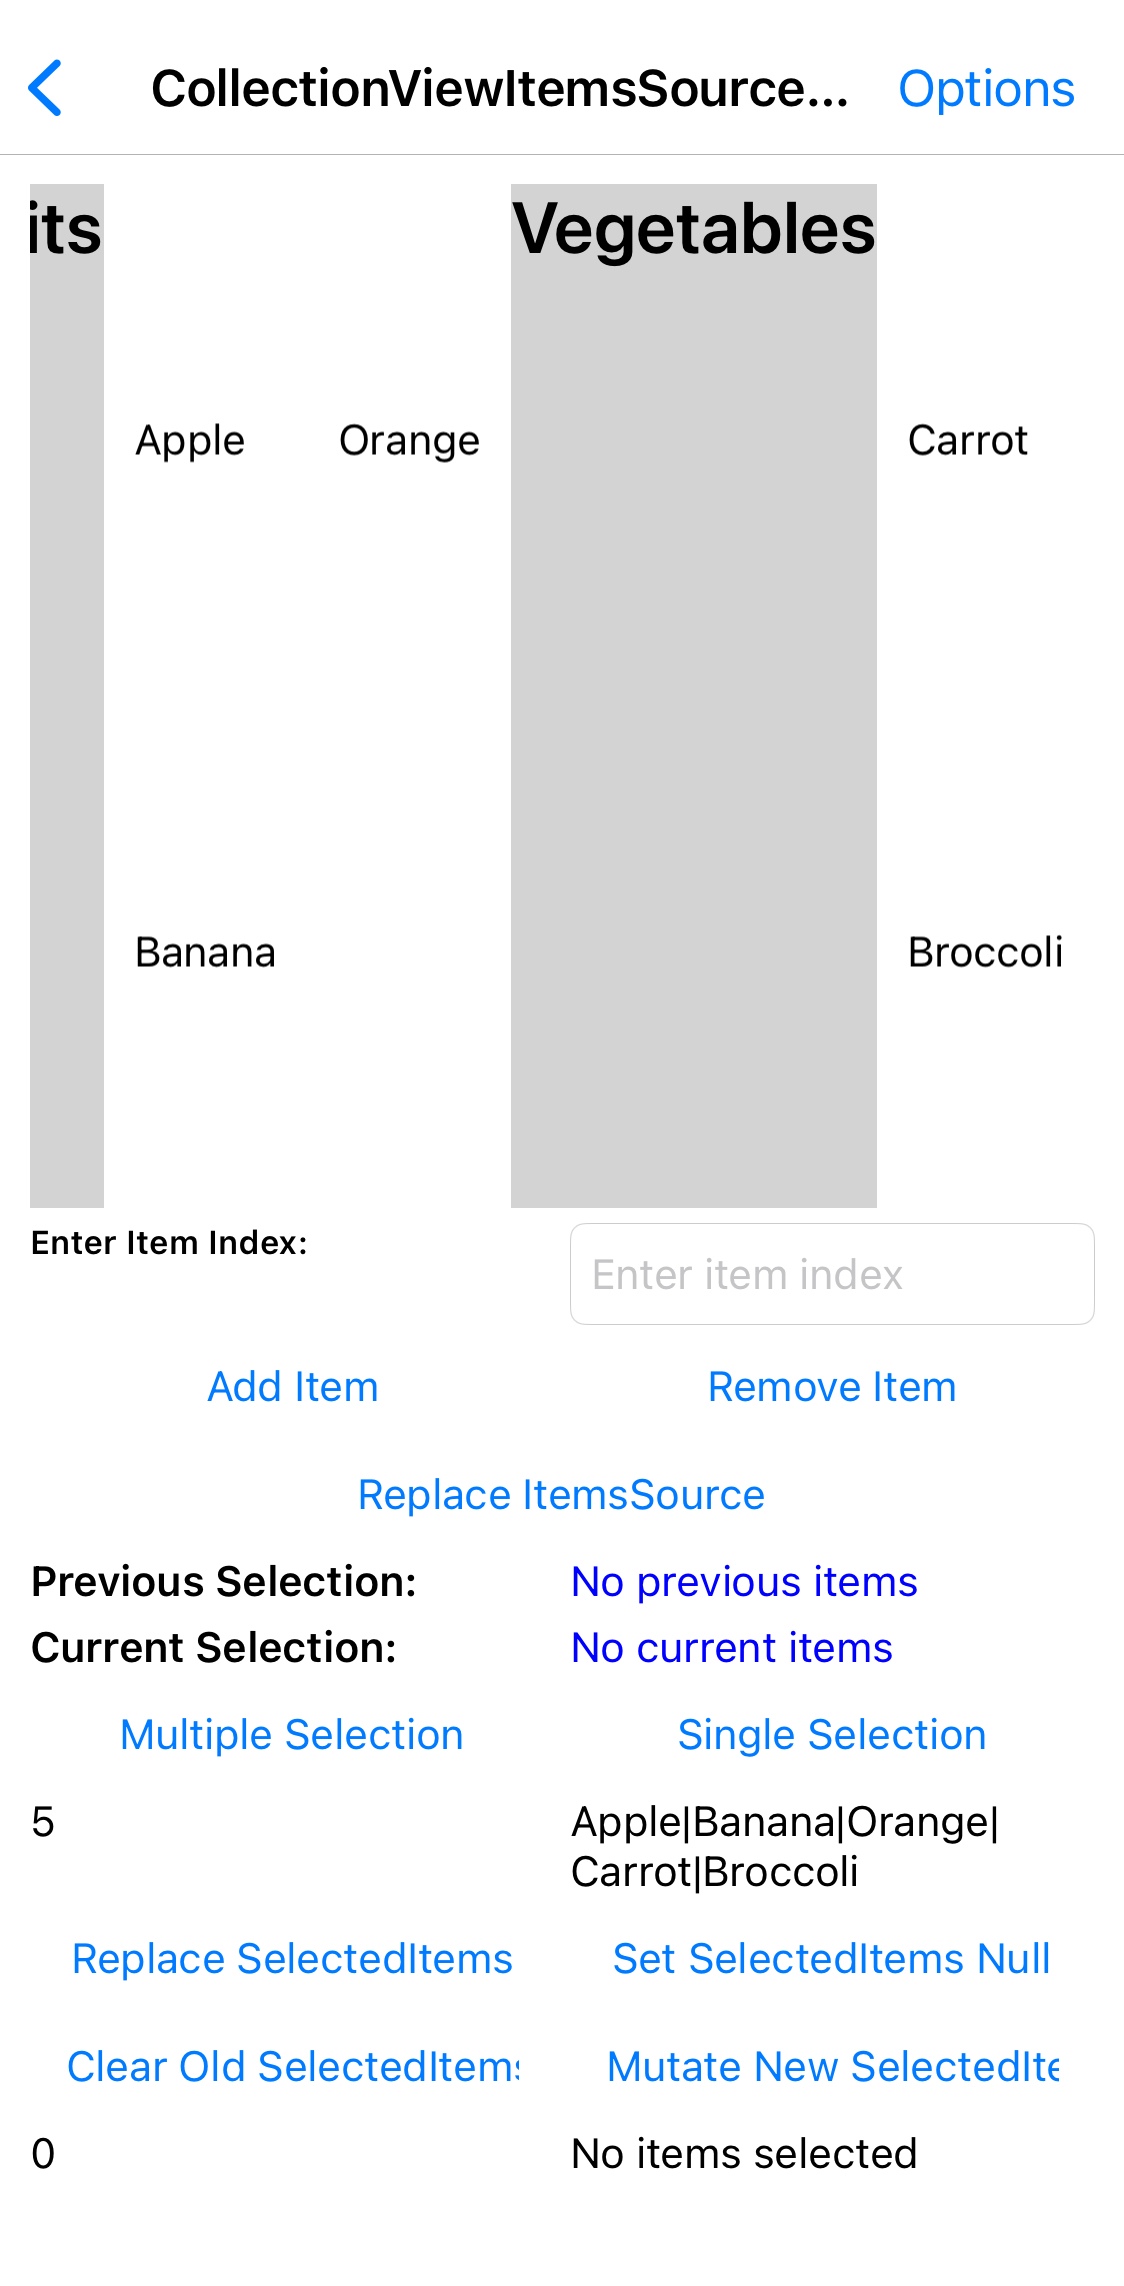 CollectionViewItemsSource...
Options
its
Vegetables
Apple
Orange
Carrot
Banana
Broccoli
Enter Item Index:
Enter item index
Add Item
Remove Item
Replace ItemsSource
Previous Selection:
No previous items
Current Selection:
No current items
Multiple Selection
Single Selection
5
Apple|Banana|Orange|
Carrot|Broccoli
Replace SelectedItems
Set SelectedItems Null
Clear Old SelectedItems
Mutate New SelectedIte
0
No items selected